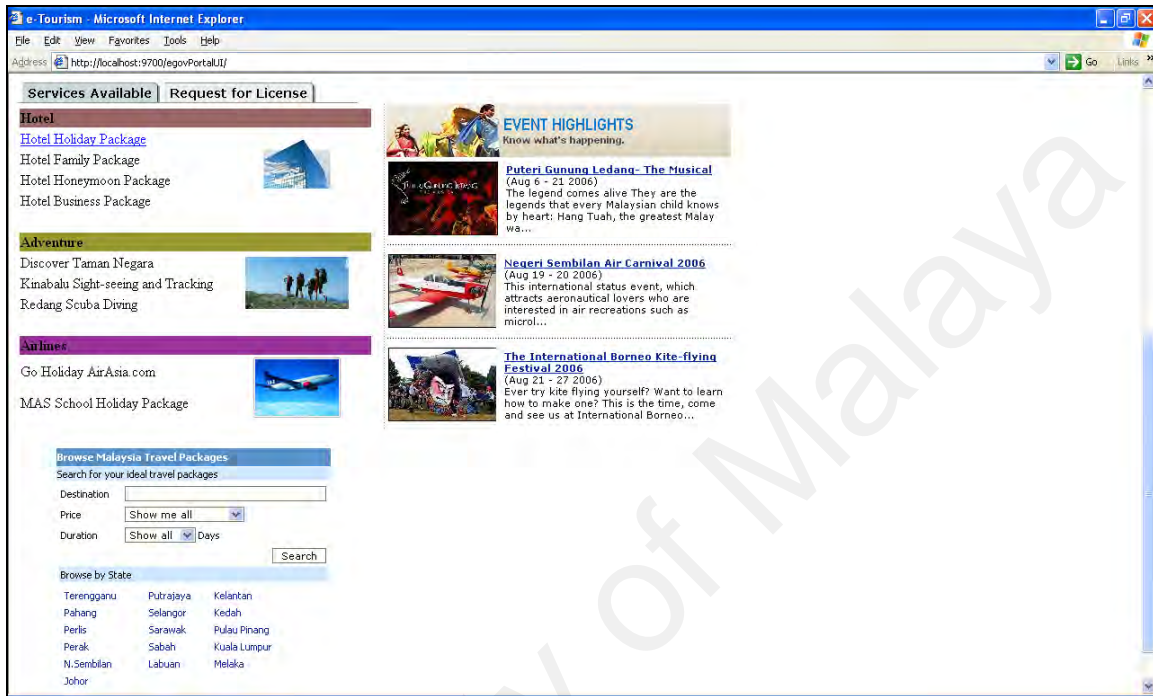 e-Tourism - Microsoft Internet Explorer
File Edit View Favorites Tools Help
Address http://localhost:9700/egovPortalUI/ Go Links »
Services Available Request for License
Hotel
Hotel Holiday Package
Hotel Family Package
Hotel Honeymoon Package
Hotel Business Package
Adventure
Discover Taman Negara
Kinabalu Sight-seeing and Tracking
Redang Scuba Diving
Airlines
Go Holiday AirAsia.com
MAS School Holiday Package
Browse Malaysia Travel Packages
Search for your ideal travel packages
Destination
Price Show me all
Duration Show all Days
Search
Browse by State
Terengganu Putrajaya Kelantan
Pahang Selangor Kedah
Perlis Sarawak Pulau Pinang
Perak Sabah Kuala Lumpur
N.Sembilan Labuan Melaka
Johor
EVENT HIGHLIGHTS
Know what's happening.
Puteri Gunung Ledang- The Musical
(Aug 6 - 21 2006)
The legend comes alive They are the
legends that every Malaysian child knows
by heart: Hang Tuah, the greatest Malay
wa...
Negeri Sembilan Air Carnival 2006
(Aug 19 - 20 2006)
This international status event, which
attracts aeronautical lovers who are
interested in air recreations such as
microl...
The International Borneo Kite-flying
Festival 2006
(Aug 21 - 27 2006)
Ever try kite flying yourself? Want to learn
how to make one? This is the time, come
and see us at International Borneo...
y of Malaya